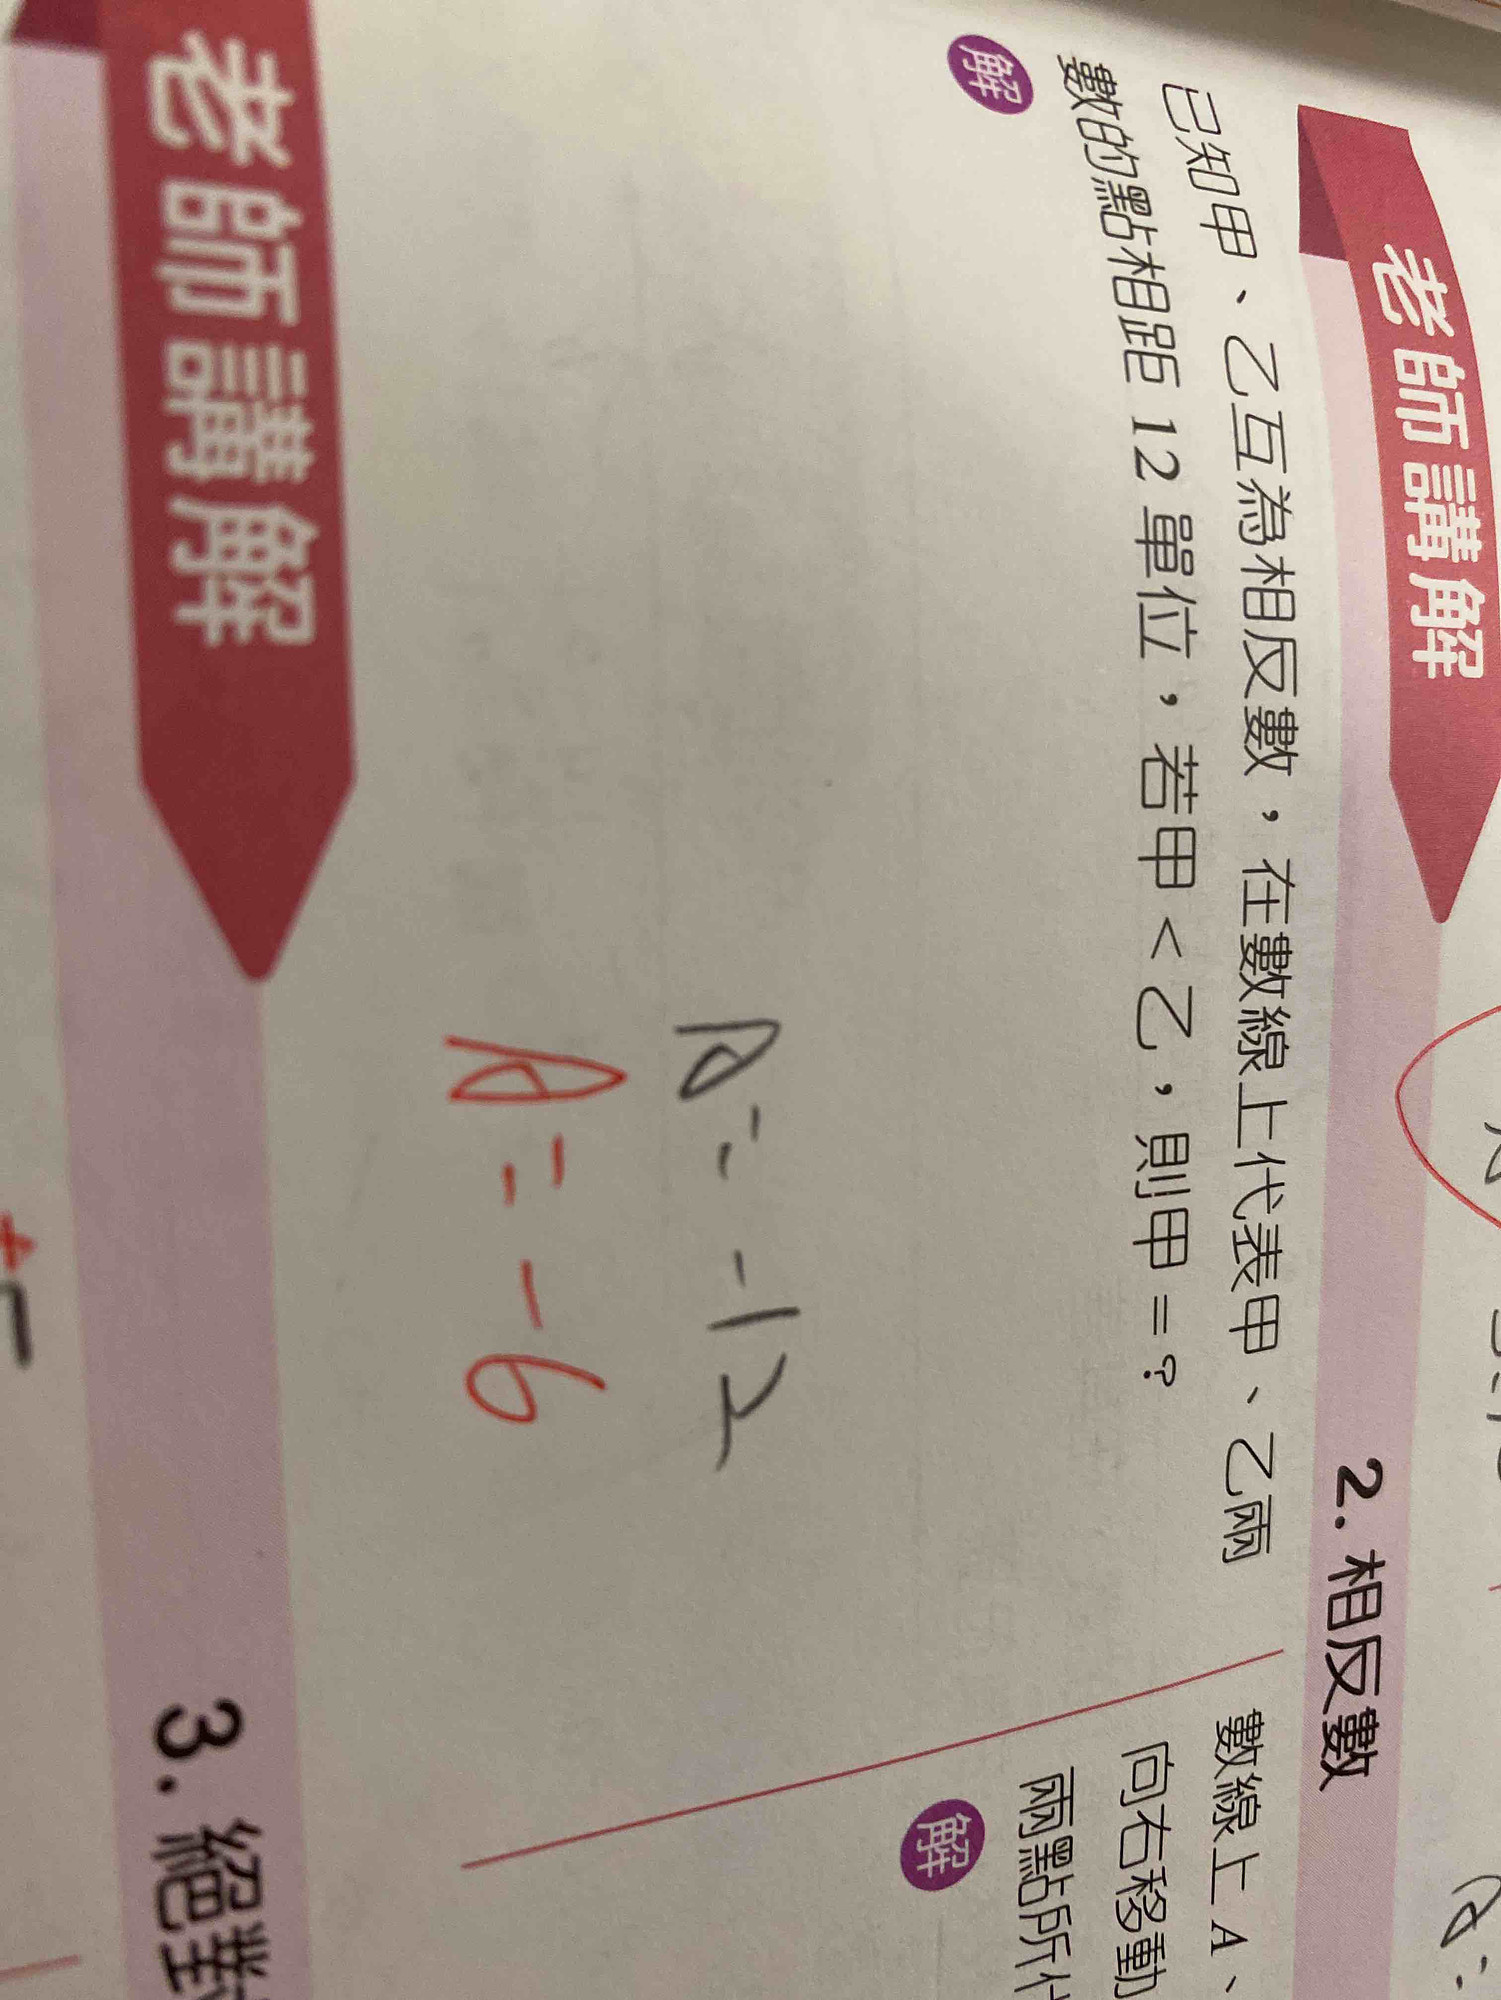 老師講解
2. 相反數
已知甲、乙互為相反數，在數線上代表甲、乙兩
數的點相距 12 單位，若甲 < 乙，則甲 = ？
解
A = -12
A = -6
數線上 A、
向右移動
兩點所
解
老師講解
3. 絕對